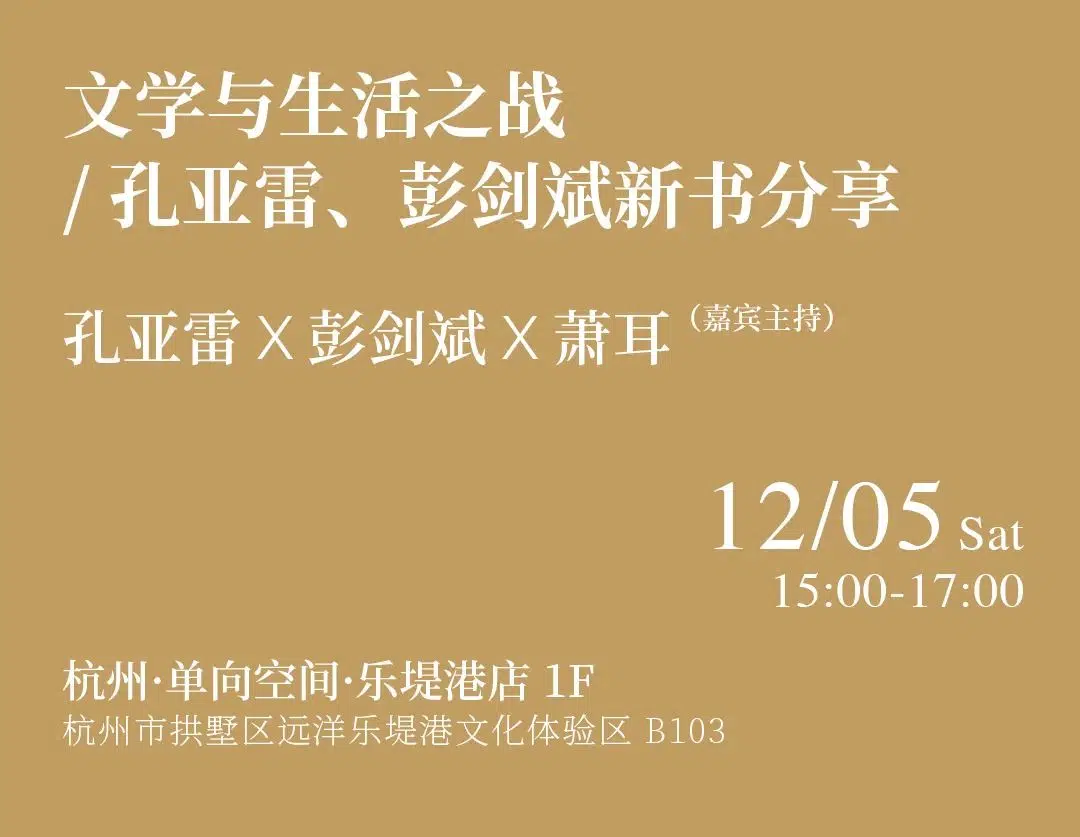 文学与生活之战
/ 孔亚雷、彭剑斌新书分享
孔亚雷 X 彭剑斌 X 萧耳（嘉宾主持）
12/05 Sat
15:00-17:00
杭州·单向空间·乐堤港店 1F
杭州市拱墅区远洋乐堤港文化体验区 B103